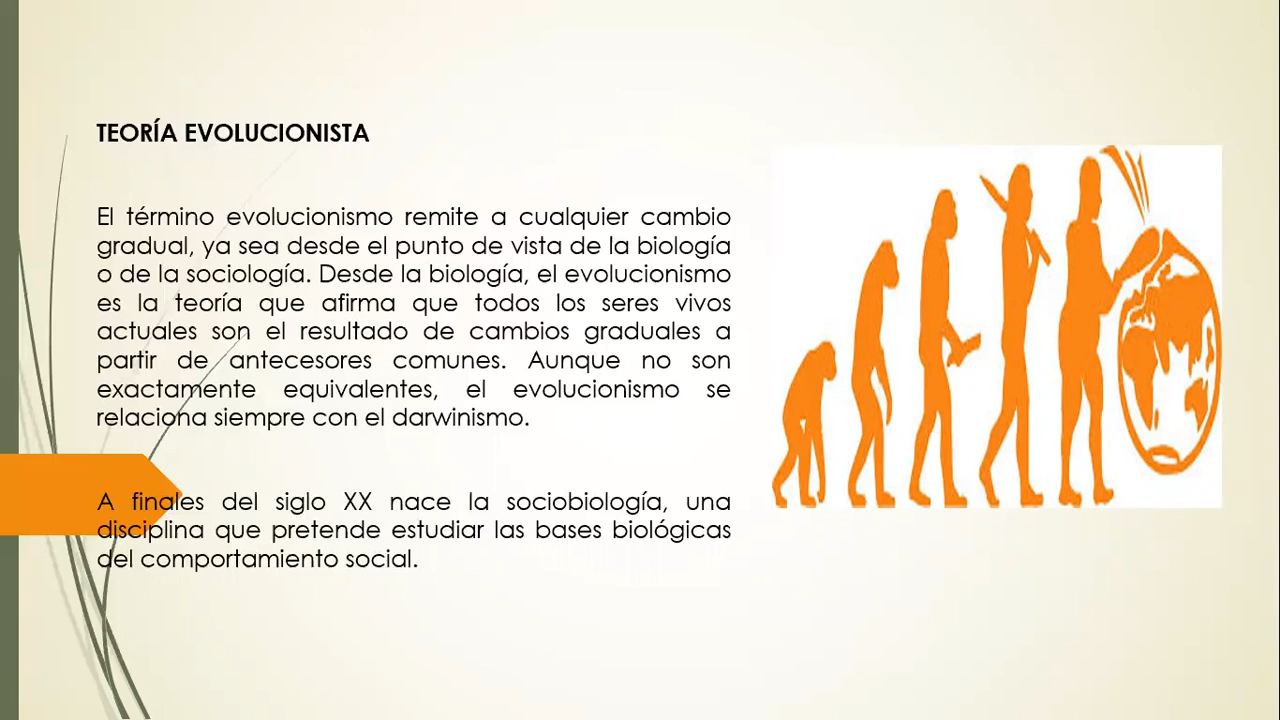 TEORÍA EVOLUCIONISTA
El término evolucionismo remite a cualquier cambio
gradual, ya sea desde el punto de vista de la biología
o de la sociología. Desde la biología, el evolucionismo
es la teoría que afirma que todos los seres vivos
actuales son el resultado de cambios graduales a
partir de antecesores comunes. Aunque no son
exactamente equivalentes, el evolucionismo se
relaciona siempre con el darwinismo.
A finales del siglo XX nace la sociobiología, una
disciplina que pretende estudiar las bases biológicas
del comportamiento social.